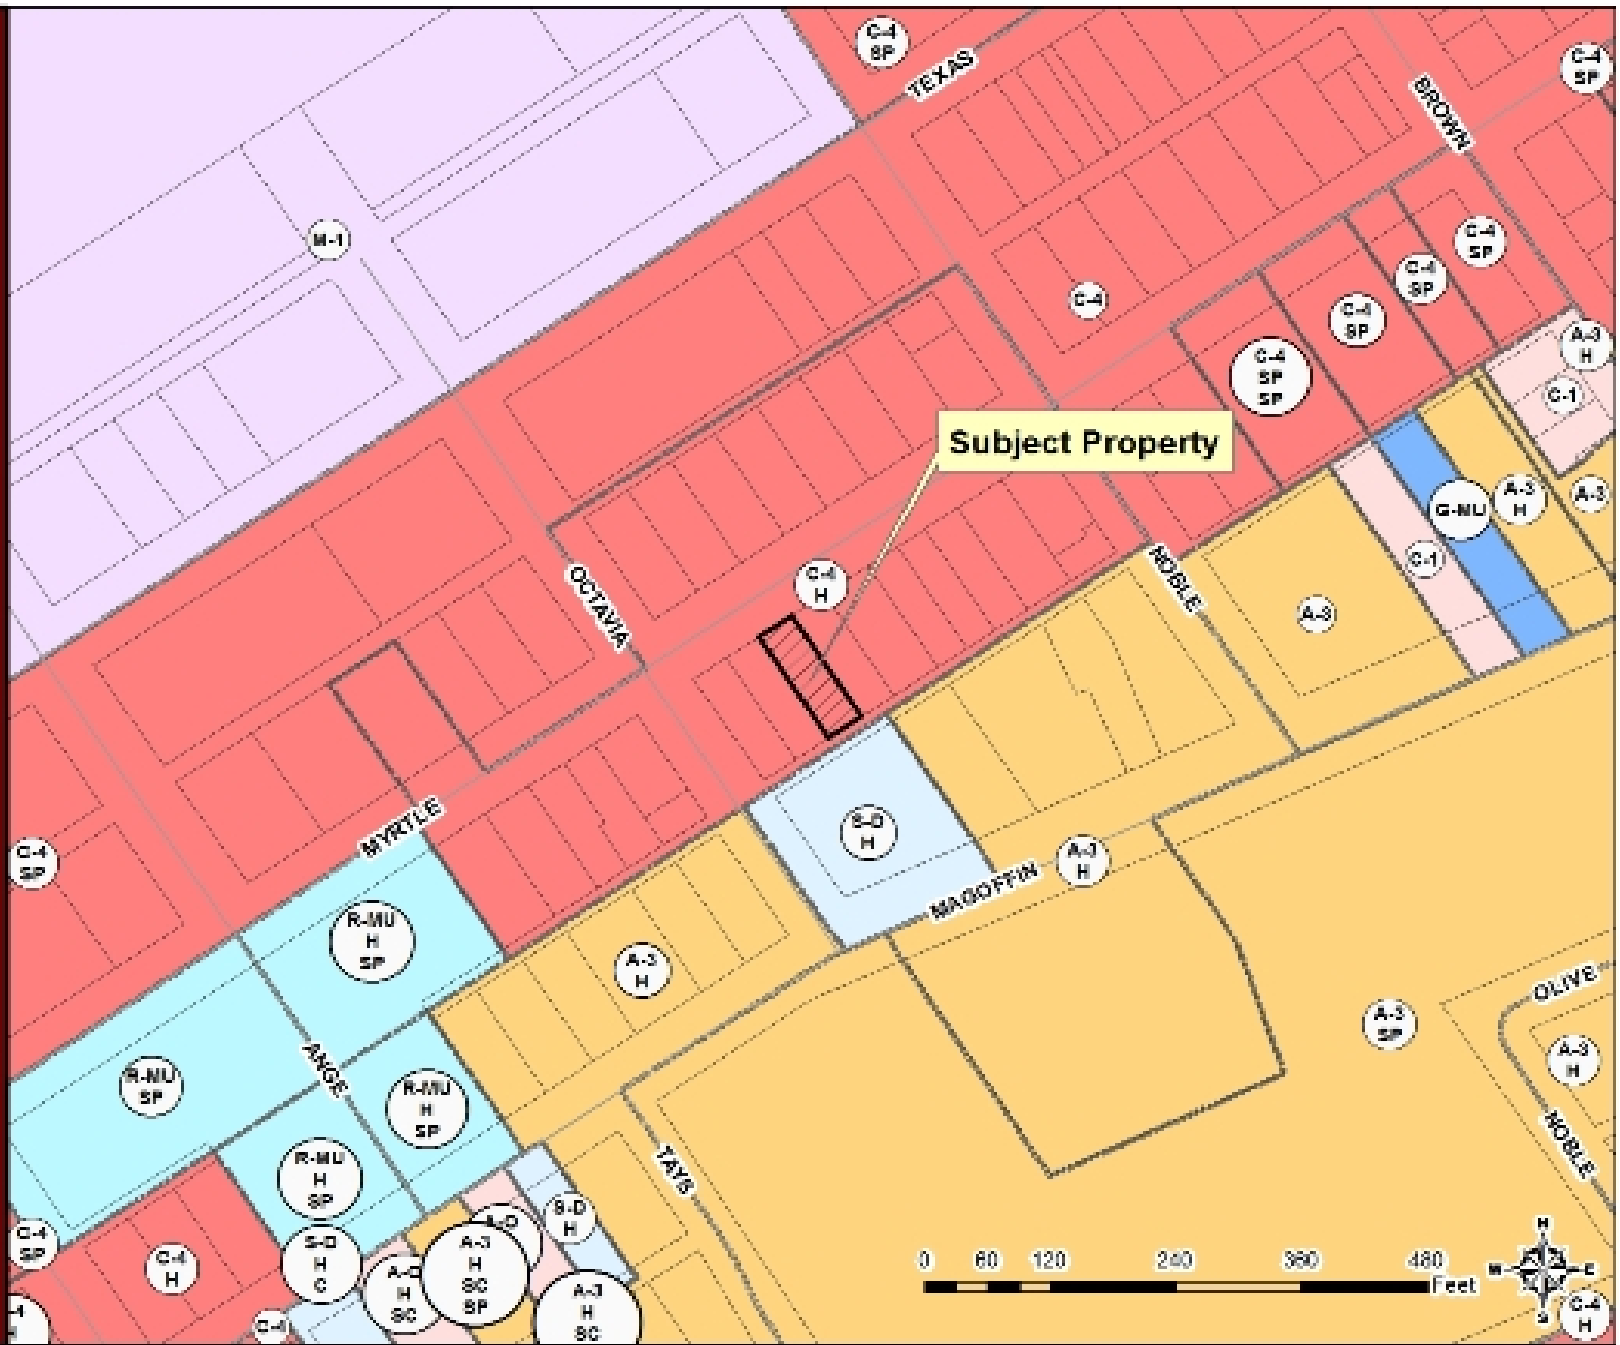 C-4
SP
TEXAS
C-4
SP
BROWN
M-1
C-4
SP
C-4
SP
C-4
C-4
SP
C-4
SP
SP
A-3
H
C-1
Subject Property
G-MU
A-3
H
A-3
C-1
OCTAVIA
C-4
H
NOBLE
A-3
MYRTLE
S-D
H
C-4
SP
A-3
H
MAGOFFIN
R-MU
H
SP
A-3
H
OLIVE
A-3
SP
A-3
H
ANGE
R-MU
SP
R-MU
H
SP
NOBLE
TAYS
R-MU
H
SP
S-D
H
C-4
SP
C-4
H
S-D
H
C
A-O
H
SC
A-O
A-3
H
SC
SP
A-3
H
SC
C-4
-4
H
0 60 120 240 360 480
Feet
N
W E
S
C-4
H